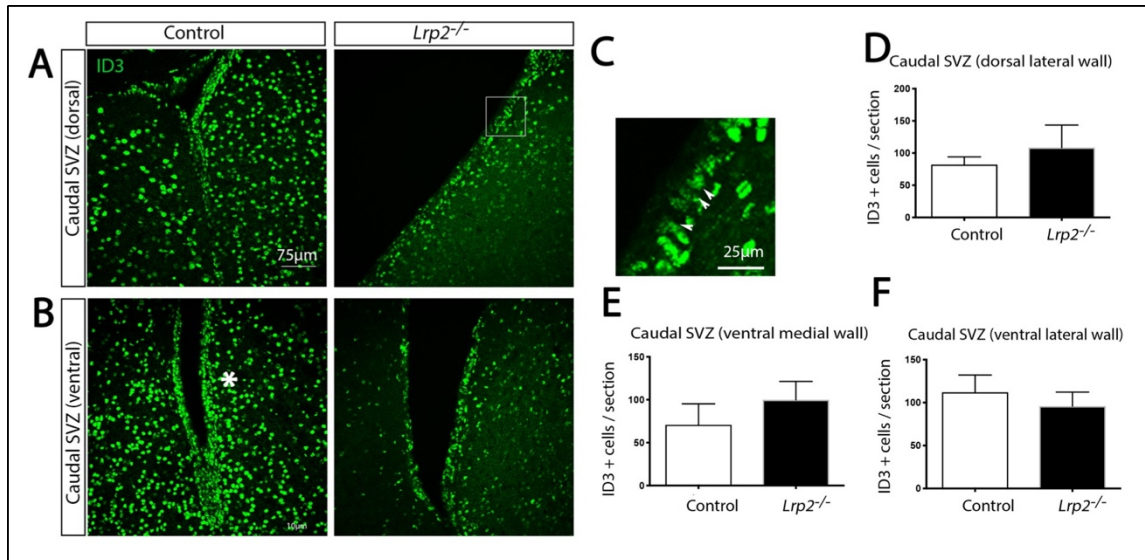 Control
Lrp2-/-
A
Caudal SVZ (dorsal)
ID3
75µm
B
Caudal SVZ (ventral)
*
10µm
C
25µm
D
Caudal SVZ (dorsal lateral wall)
ID3 + cells / section
200
150
100
50
0
Control
Lrp2-/-
E
Caudal SVZ (ventral medial wall)
ID3 + cells / section
150
100
50
0
Control
Lrp2-/-
F
Caudal SVZ (ventral lateral wall)
ID3 + cells / section
150
100
50
0
Control
Lrp2-/-